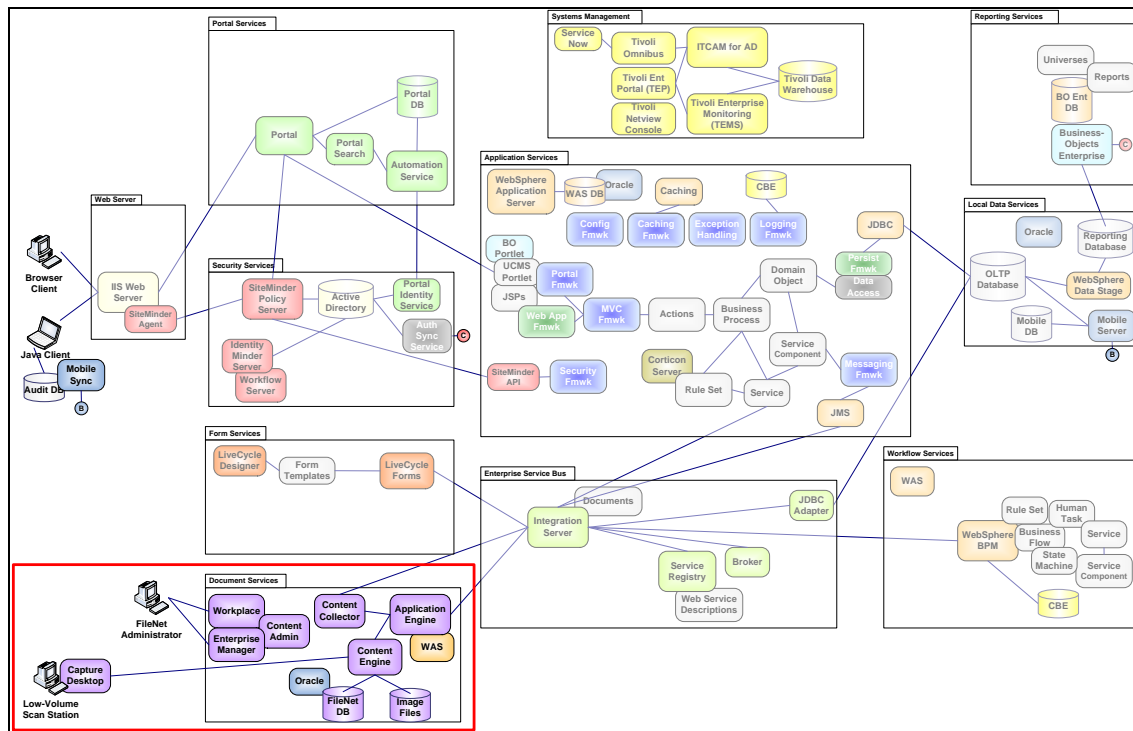 Portal Services
Portal
DB
Portal
Portal
Search
Automation
Service
Systems Management
Service
Now
Tivoli
Omnibus
ITCAM for AD
Tivoli Ent
Portal (TEP)
Tivoli Data
Warehouse
Tivoli
Netview
Console
Tivoli Enterprise
Monitoring
(TEMS)
Reporting Services
Universes
Reports
BO Ent
DB
Business-
Objects
Enterprise
C
Web Server
Browser
Client
IIS Web
Server
SiteMinder
Agent
Java Client
Audit DB
Mobile
Sync
B
Security Services
SiteMinder
Policy
Server
Active
Directory
Portal
Identity
Service
Auth
Sync
Service
C
Identity
Minder
Server
Workflow
Server
Application Services
WebSphere
Application
Server
WAS DB
Oracle
Caching
CBE
Config
Fmwk
Caching
Fmwk
Exception
Handling
Logging
Fmwk
JDBC
BO
Portlet
UCMS
Portlet
Portal
Fmwk
JSPs
Web App
Fmwk
MVC
Fmwk
Actions
Business
Process
Domain
Object
Persist
Fmwk
Data
Access
Service
Component
Corticon
Server
Rule Set
Service
Messaging
Fmwk
SiteMinder
API
Security
Fmwk
JMS
Local Data Services
Oracle
Reporting
Database
OLTP
Database
WebSphere
Data Stage
Mobile
DB
Mobile
Server
B
Form Services
LiveCycle
Designer
Form
Templates
LiveCycle
Forms
Enterprise Service Bus
Documents
Integration
Server
JDBC
Adapter
Service
Registry
Broker
Web Service
Descriptions
Workflow Services
WAS
Rule Set
Human
Task
WebSphere
BPM
Business
Flow
Service
State
Machine
Service
Component
CBE
Document Services
FileNet
Administrator
Workplace
Content
Admin
Enterprise
Manager
Content
Collector
Application
Engine
WAS
Content
Engine
Capture
Desktop
Low-Volume
Scan Station
Oracle
FileNet
DB
Image
Files